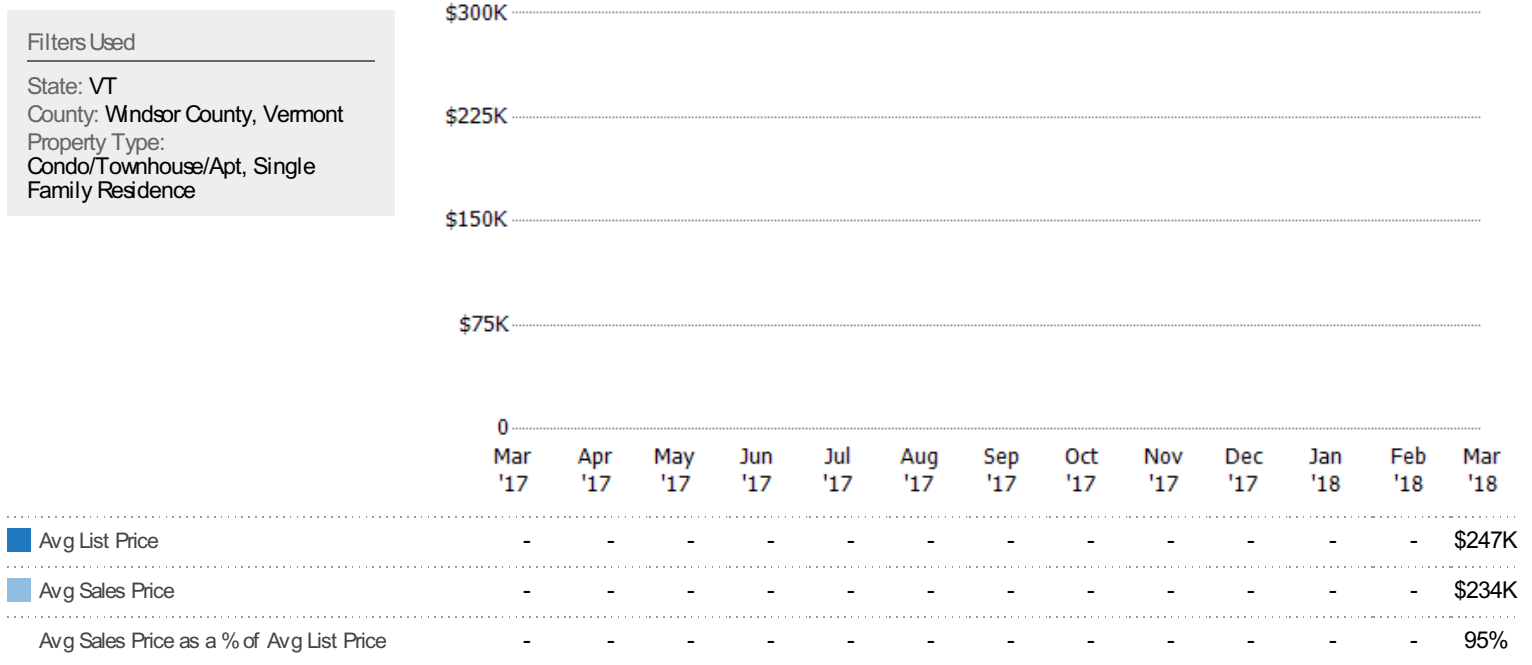 Filters Used
State: VT
County: Windsor County, Vermont
Property Type:
Condo/Townhouse/Apt, Single
Family Residence
$300K
$225K
$150K
$75K
0
Mar Apr May Jun Jul Aug Sep Oct Nov Dec Jan Feb Mar
'17 '17 '17 '17 '17 '17 '17 '17 '17 '17 '18 '18 '18
Avg List Price - - - - - - - - - - - - $247K
Avg Sales Price - - - - - - - - - - - - $234K
Avg Sales Price as a % of Avg List Price - - - - - - - - - - - - 95%